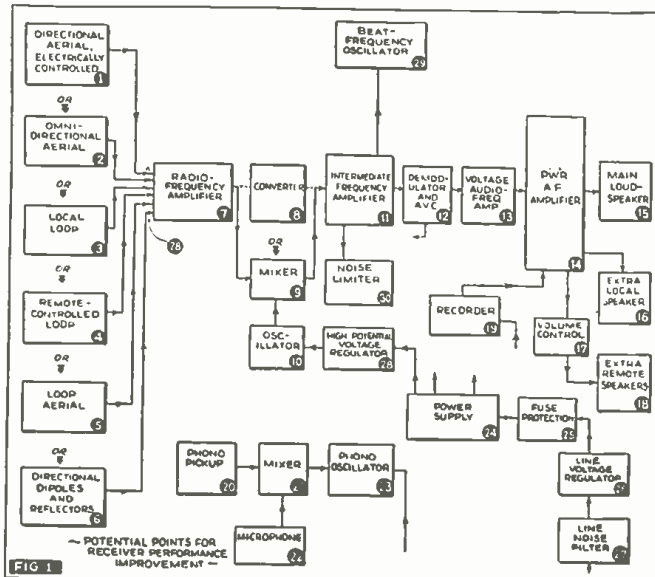 DIRECTIONAL
AERIAL,
ELECTRICALLY
CONTROLLED
1
OR
OMNI-
DIRECTIONAL
AERIAL
2
OR
LOCAL
LOOP
3
OR
REMOTE-
CONTROLLED
LOOP
4
OR
LOOP
AERIAL
5
OR
DIRECTIONAL
DIPOLES
AND
REFLECTORS
6
RADIO-
FREQUENCY
AMPLIFIER
7
28
CONVERTER
8
OR
MIXER
9
OSC-
ILLATOR
10
BEAT-
FREQUENCY
OSCILLATOR
29
INTERMEDIATE
FREQUENCY
AMPLIFIER
11
NOISE
LIMITER
30
HIGH POTENTIAL
VOLTAGE
REGULATOR
28
DEMODULATOR
AND
AVC
12
VOLTAGE
AUDIO-
FREQ
AMP
13
PWR
A F
AMPLIFIER
14
MAIN
LOUD-
SPEAKER
15
EXTRA
LOCAL
SPEAKER
16
RECORDER
19
VOLUME
CONTROL
17
EXTRA
REMOTE
SPEAKERS
18
POWER
SUPPLY
24
FUSE
PROTECTION
25
LINE
VOLTAGE
REGULATOR
LINE
NOISE
FILTER
PHONO
PICKUP
20
MIXER
PHONO
OSCILLATOR
23
MICROPHONE
22
— POTENTIAL POINTS FOR
RECEIVER PERFORMANCE
IMPROVEMENT —
FIG 1